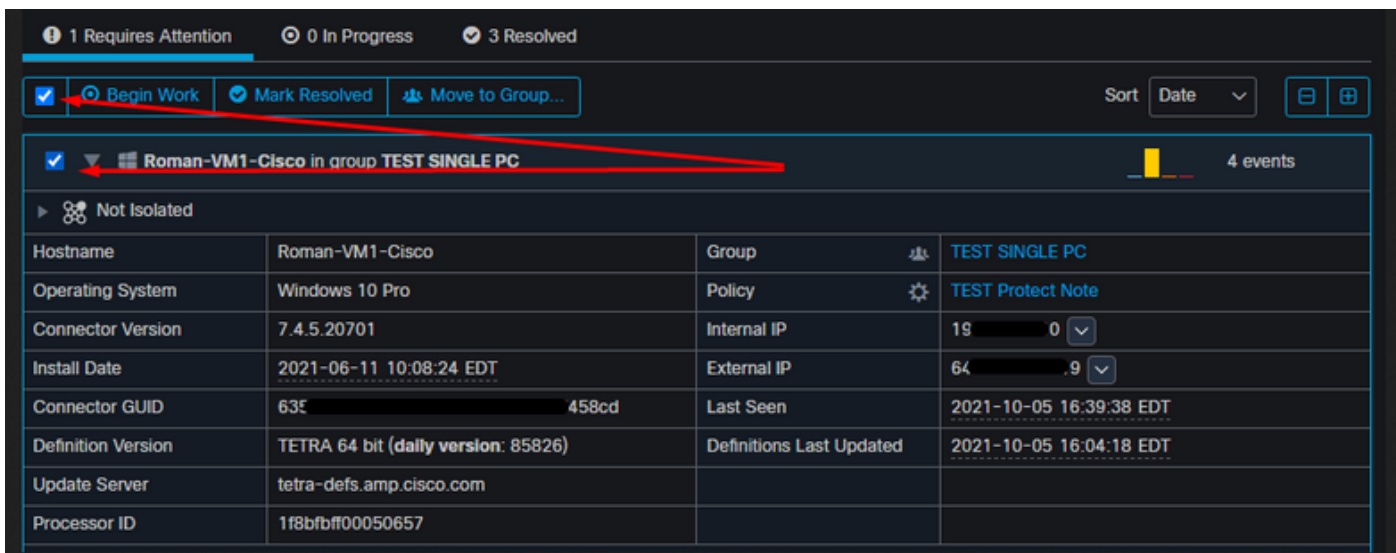 1 Requires Attention 0 In Progress 3 Resolved
Begin Work Mark Resolved Move to Group... Sort Date
Roman-VM1-Cisco in group TEST SINGLE PC 4 events
Not Isolated
Hostname Roman-VM1-Cisco Group TEST SINGLE PC
Operating System Windows 10 Pro Policy TEST Protect Note
Connector Version 7.4.5.20701 Internal IP 19 0
Install Date 2021-06-11 10:08:24 EDT External IP 64 .9
Connector GUID 635 458cd Last Seen 2021-10-05 16:39:38 EDT
Definition Version TETRA 64 bit (daily version: 85826) Definitions Last Updated 2021-10-05 16:04:18 EDT
Update Server tetra-defs.amp.cisco.com
Processor ID 1f8bfbff00050657